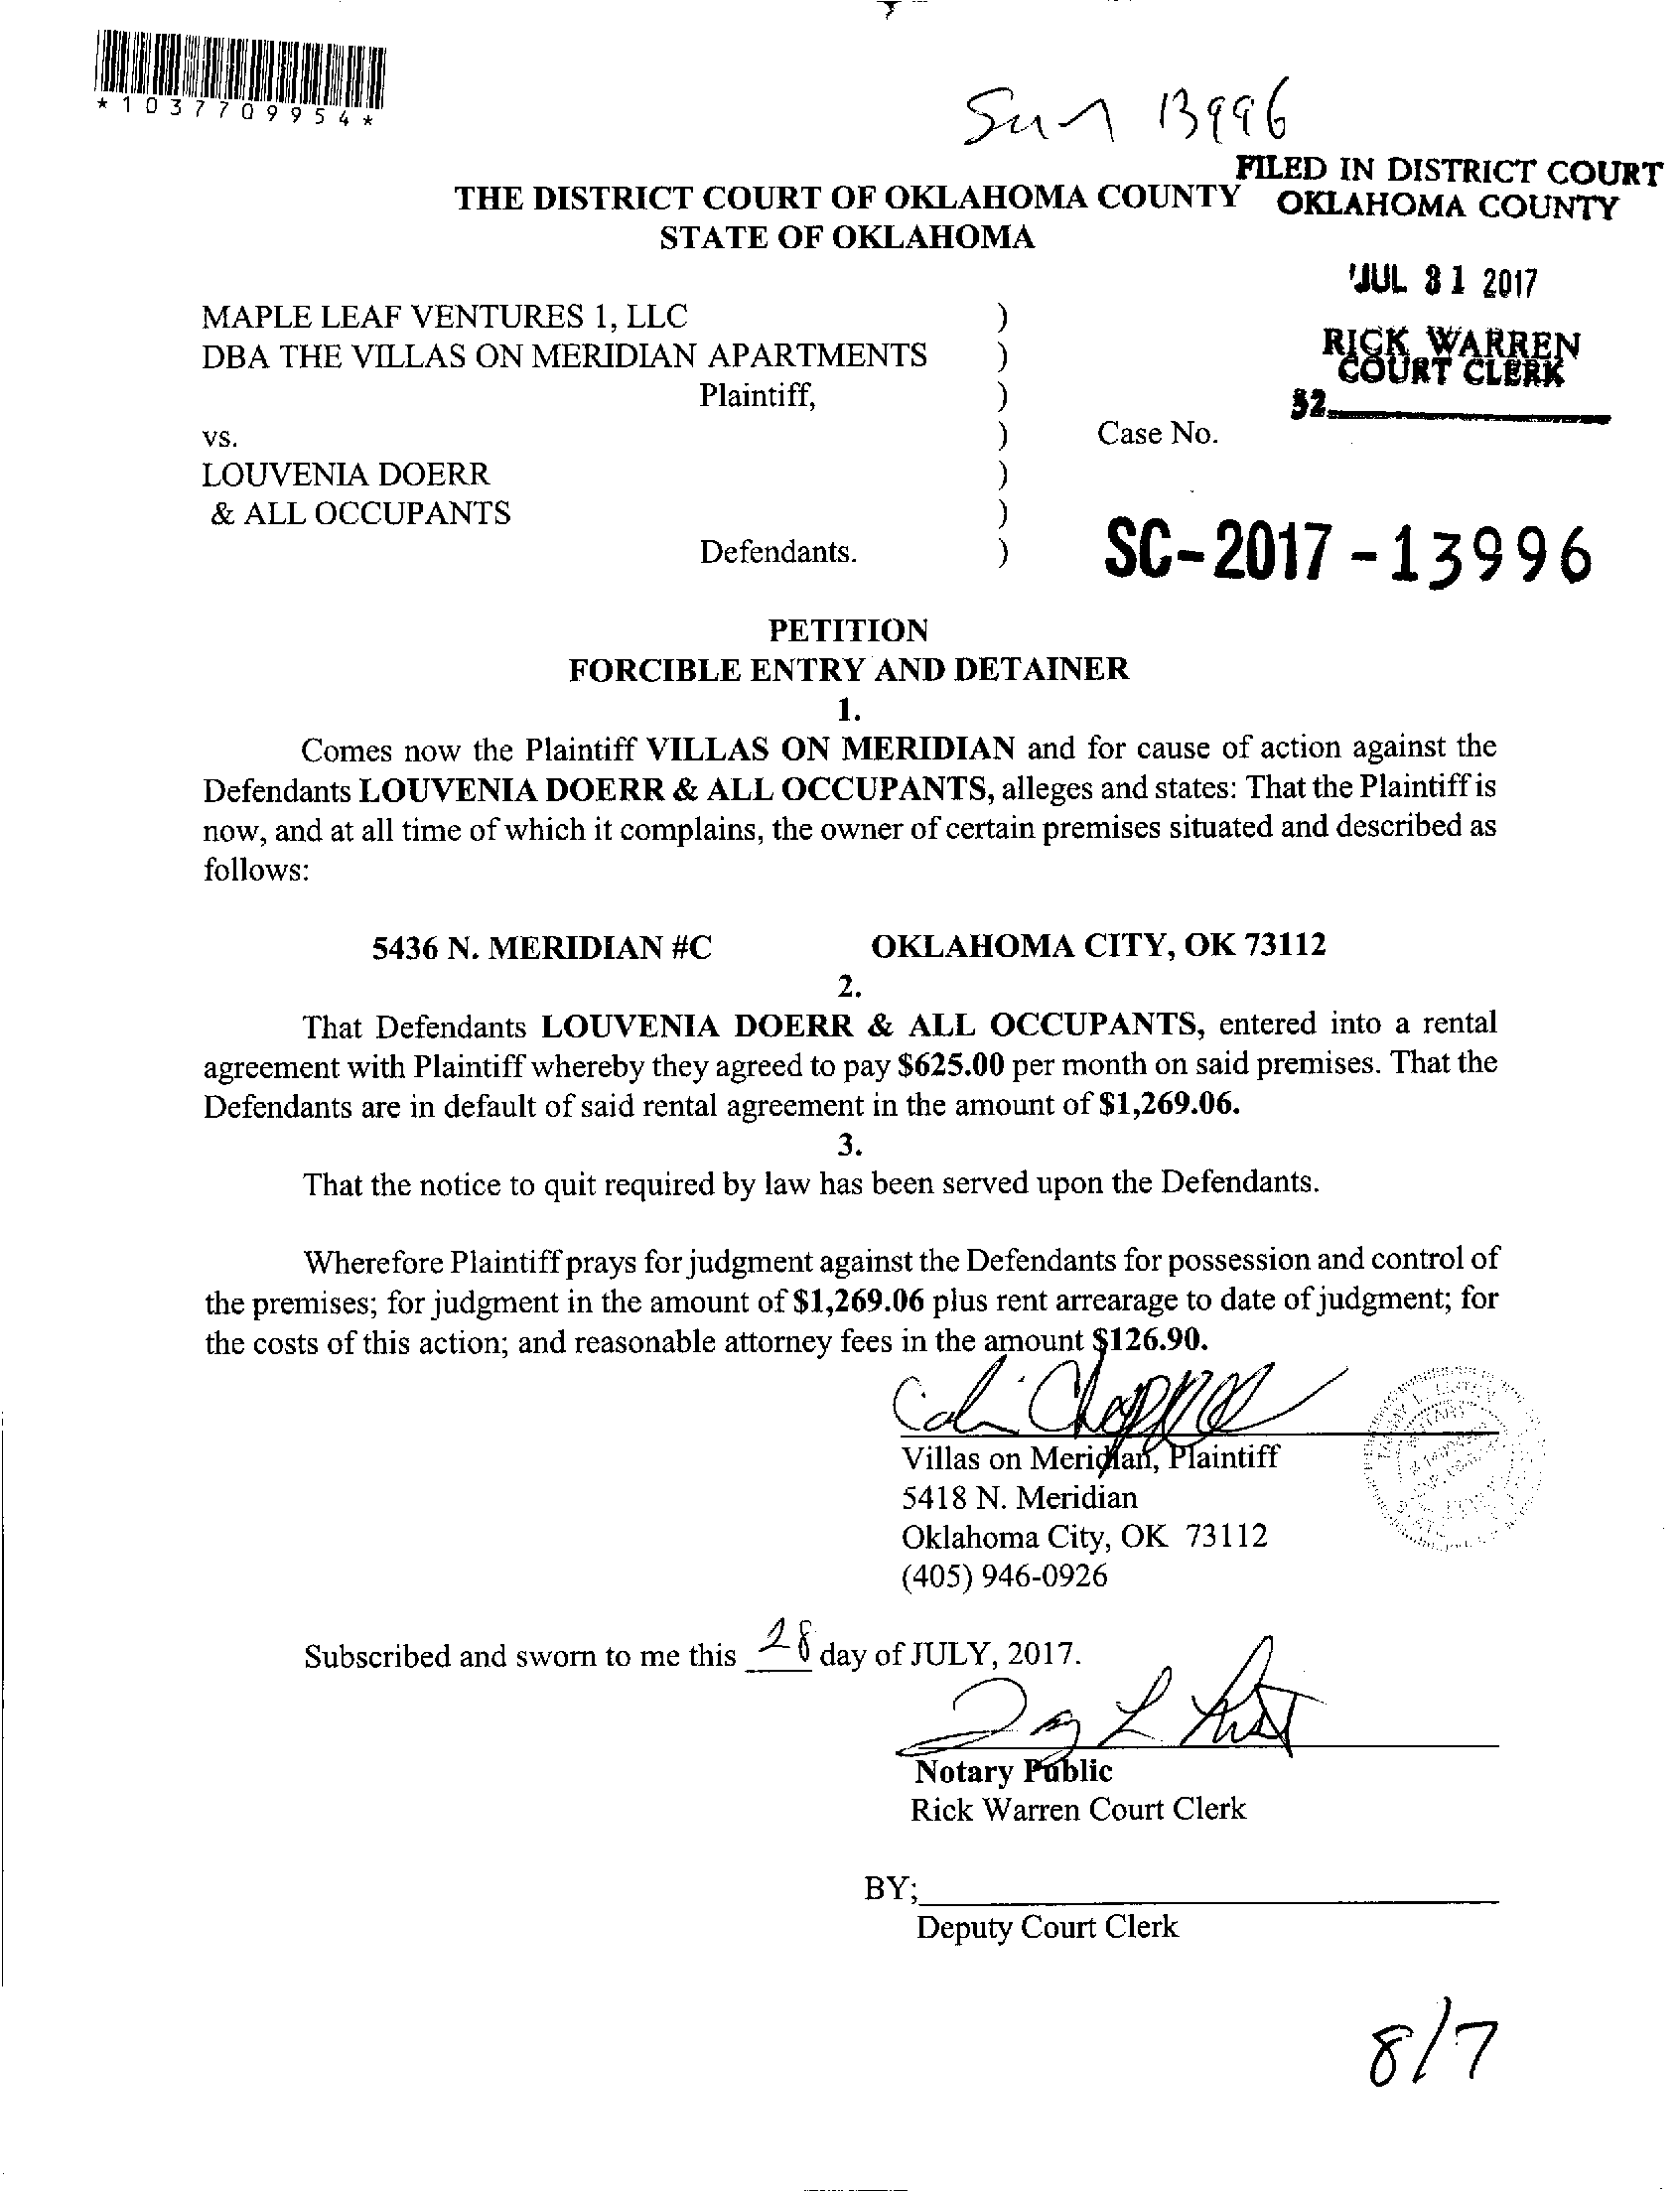 *1037709954*
Sum 13996
FILED IN DISTRICT COURT
OKLAHOMA COUNTY
THE DISTRICT COURT OF OKLAHOMA COUNTY
STATE OF OKLAHOMA
JUL 31 2017
RICK WARREN
COURT CLERK
32
MAPLE LEAF VENTURES 1, LLC )
DBA THE VILLAS ON MERIDIAN APARTMENTS )
Plaintiff, )
vs. ) Case No.
LOUVENIA DOERR )
& ALL OCCUPANTS )
Defendants. ) SC-2017-13996
PETITION
FORCIBLE ENTRY AND DETAINER
1.
Comes now the Plaintiff VILLAS ON MERIDIAN and for cause of action against the
Defendants LOUVENIA DOERR & ALL OCCUPANTS, alleges and states: That the Plaintiff is
now, and at all time of which it complains, the owner of certain premises situated and described as
follows:
5436 N. MERIDIAN #C OKLAHOMA CITY, OK 73112
2.
That Defendants LOUVENIA DOERR & ALL OCCUPANTS, entered into a rental
agreement with Plaintiff whereby they agreed to pay $625.00 per month on said premises. That the
Defendants are in default of said rental agreement in the amount of $1,269.06.
3.
That the notice to quit required by law has been served upon the Defendants.
Wherefore Plaintiff prays for judgment against the Defendants for possession and control of
the premises; for judgment in the amount of $1,269.06 plus rent arrearage to date of judgment; for
the costs of this action; and reasonable attorney fees in the amount $126.90.
Villas on Meridian, Plaintiff
5418 N. Meridian
Oklahoma City, OK 73112
(405) 946-0926
Subscribed and sworn to me this 28 day of JULY, 2017.
Notary Public
Rick Warren Court Clerk
BY;
Deputy Court Clerk
8/7